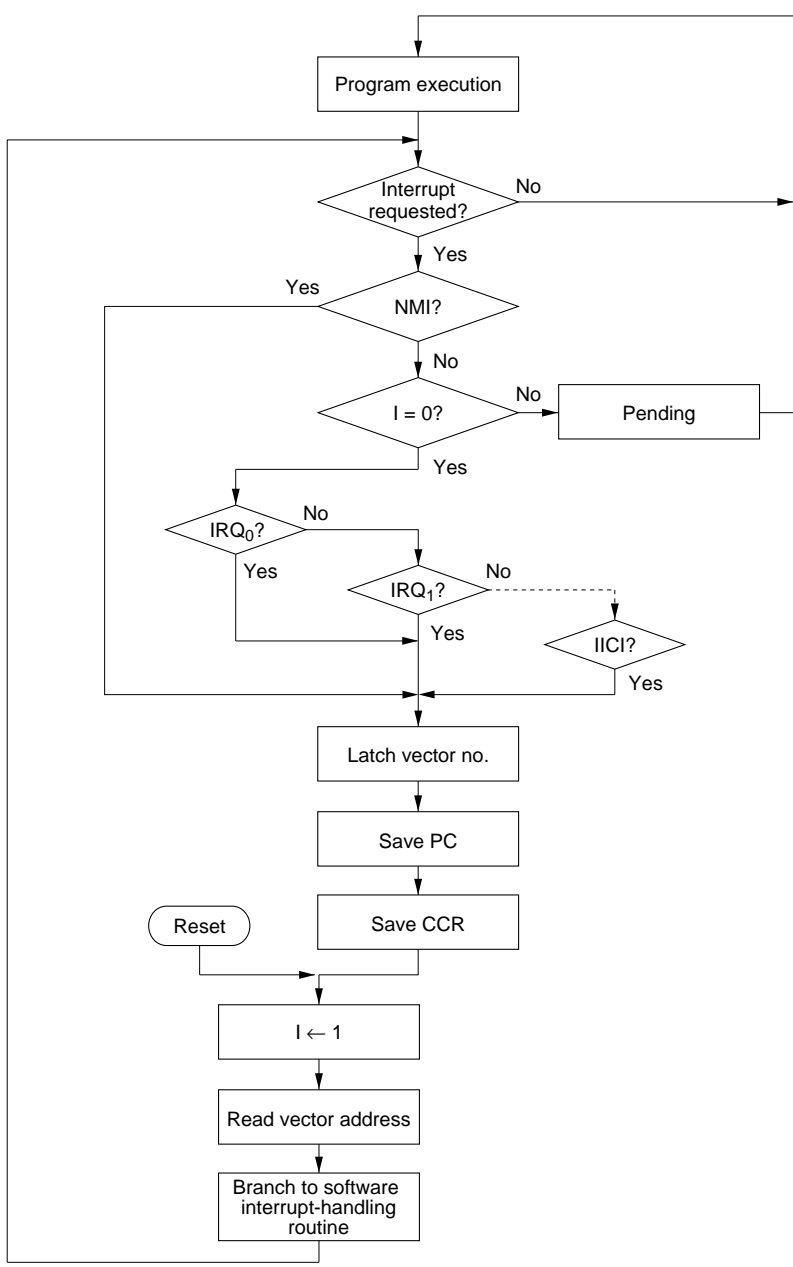 Program execution
Interrupt
requested?
No
Yes
Yes
NMI?
No
I = 0?
No
Pending
Yes
IRQ0?
No
Yes
IRQ1?
No
Yes
IICI?
Yes
Latch vector no.
Save PC
Save CCR
Reset
I ← 1
Read vector address
Branch to software
interrupt-handling
routine